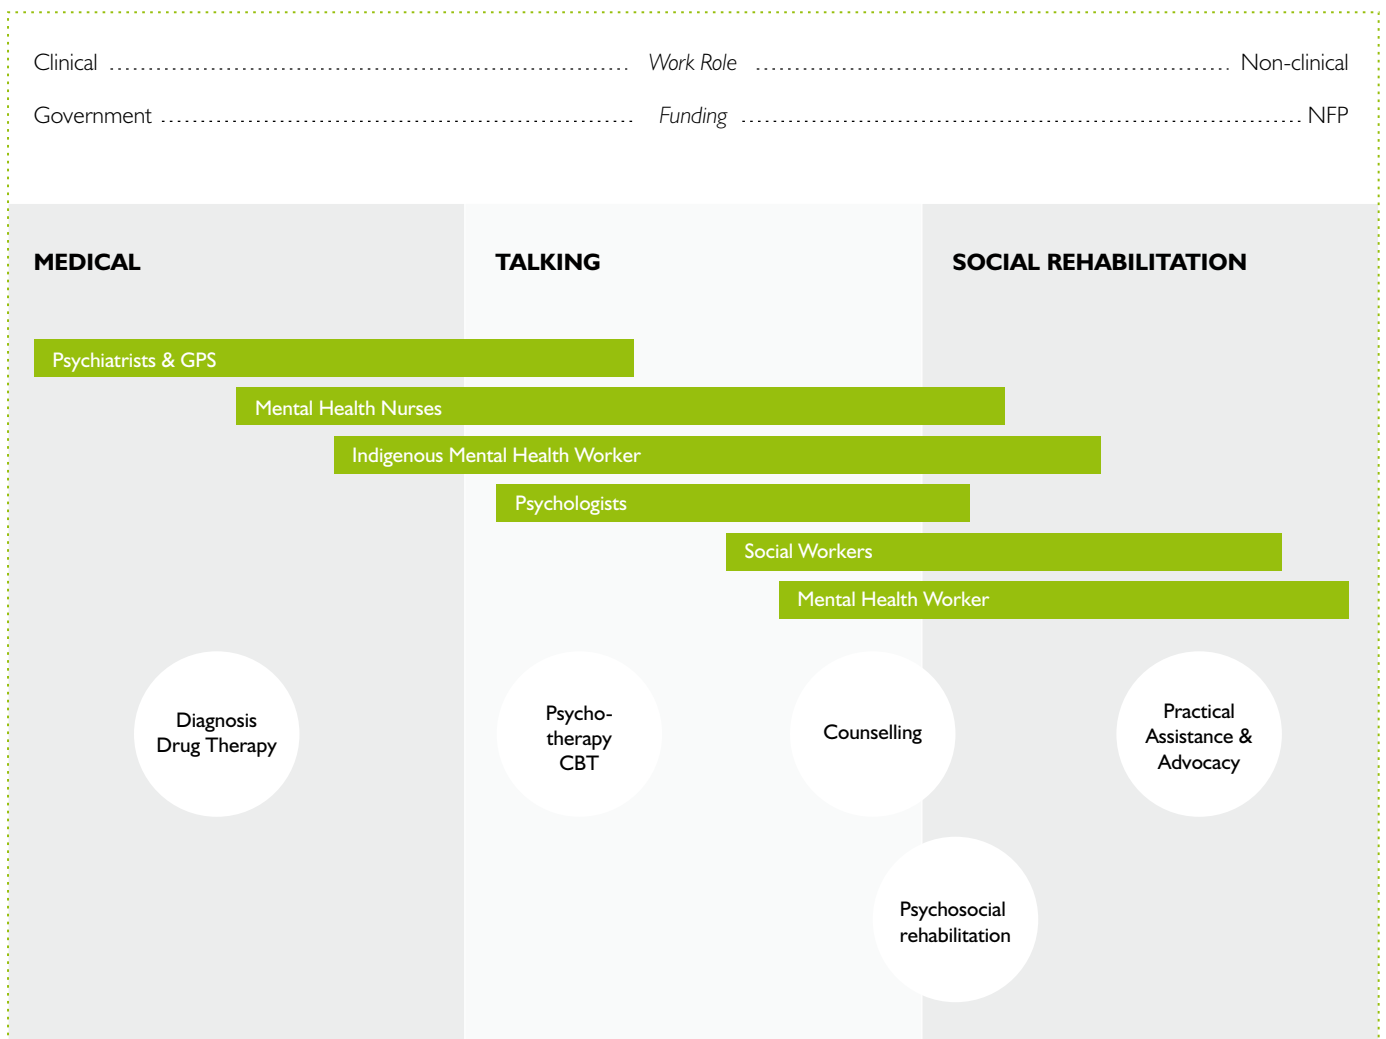 Clinical Work Role Non-clinical
Government Funding NFP
MEDICAL TALKING SOCIAL REHABILITATION
Psychiatrists & GPS
Mental Health Nurses
Indigenous Mental Health Worker
Psychologists
Social Workers
Mental Health Worker
Diagnosis
Drug Therapy
Psycho-
therapy
CBT
Counselling
Practical
Assistance &
Advocacy
Psychosocial
rehabilitation